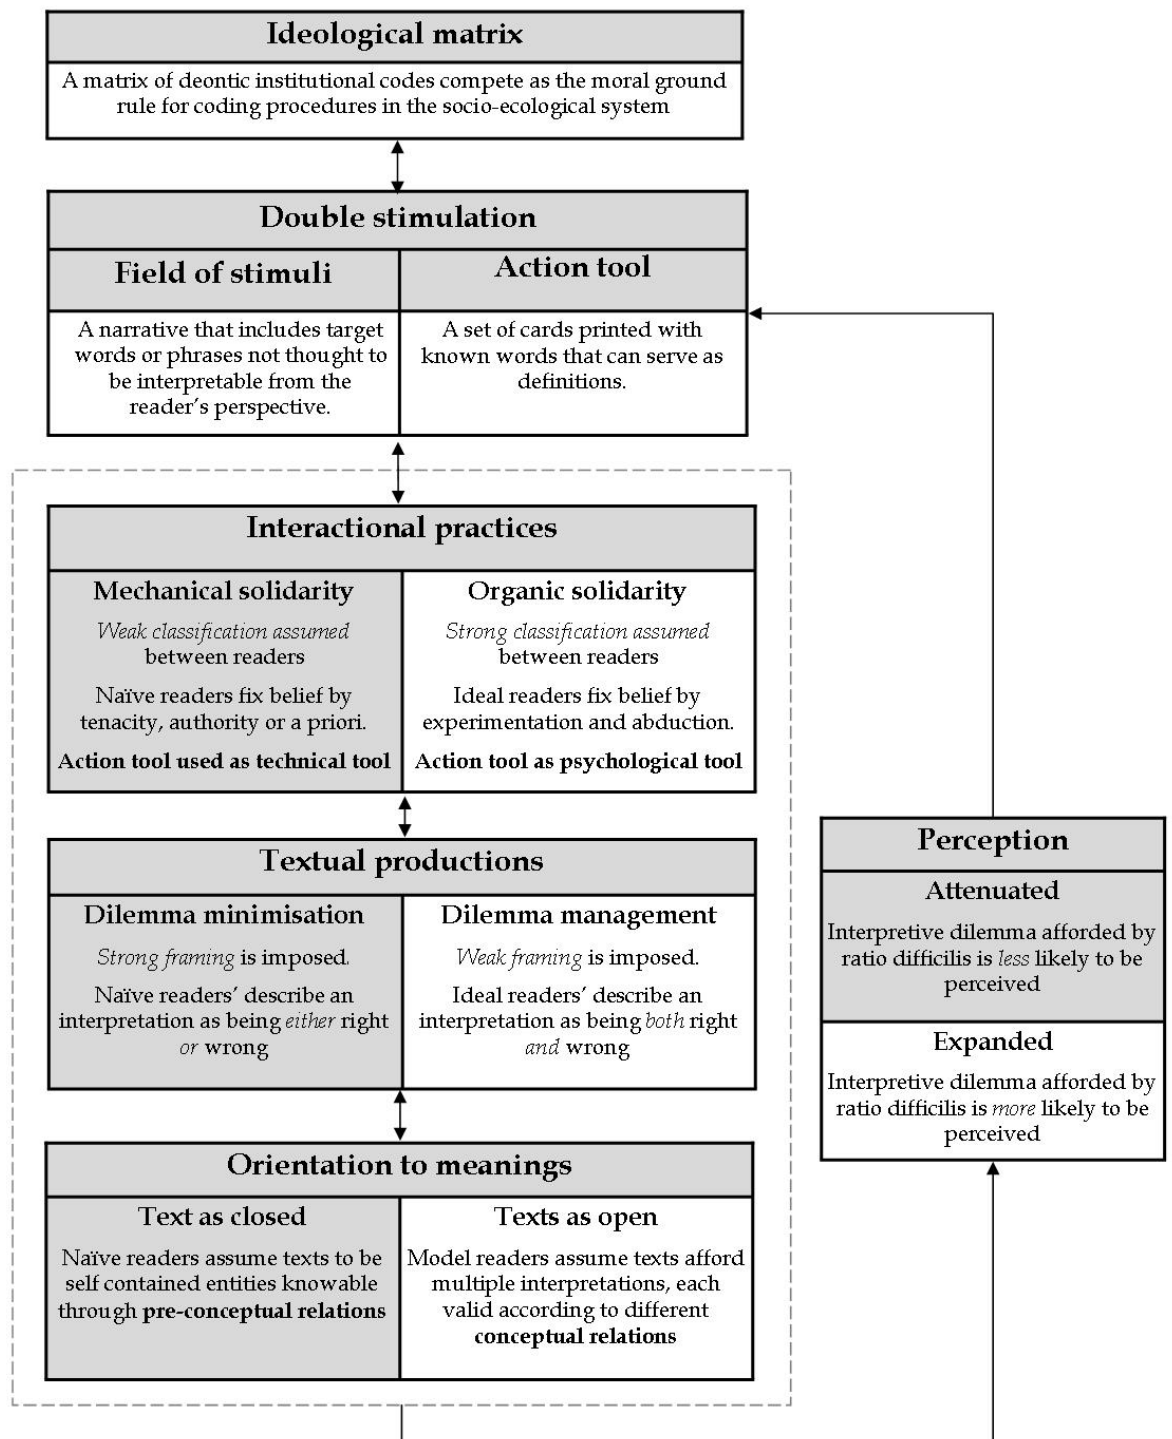 Ideological matrix
A matrix of deontic institutional codes compete as the moral ground
rule for coding procedures in the socio-ecological system
Double stimulation
Field of stimuli
A narrative that includes target
words or phrases not thought to
be interpretable from the
reader's perspective.
Action tool
A set of cards printed with
known words that can serve as
definitions.
Interactional practices
Mechanical solidarity
Weak classification assumed
between readers
Naïve readers fix belief by
tenacity, authority or a priori.
Action tool used as technical tool
Organic solidarity
Strong classification assumed
between readers
Ideal readers fix belief by
experimentation and abduction.
Action tool as psychological tool
Textual productions
Dilemma minimisation
Strong framing is imposed.
Naïve readers' describe an
interpretation as being either right
or wrong
Dilemma management
Weak framing is imposed.
Ideal readers' describe an
interpretation as being both right
and wrong
Orientation to meanings
Text as closed
Naïve readers assume texts to be
self contained entities knowable
through pre-conceptual relations
Texts as open
Model readers assume texts afford
multiple interpretations, each
valid according to different
conceptual relations
Perception
Attenuated
Interpretive dilemma afforded by
ratio difficilis is less likely to be
perceived
Expanded
Interpretive dilemma afforded by
ratio difficilis is more likely to be
perceived